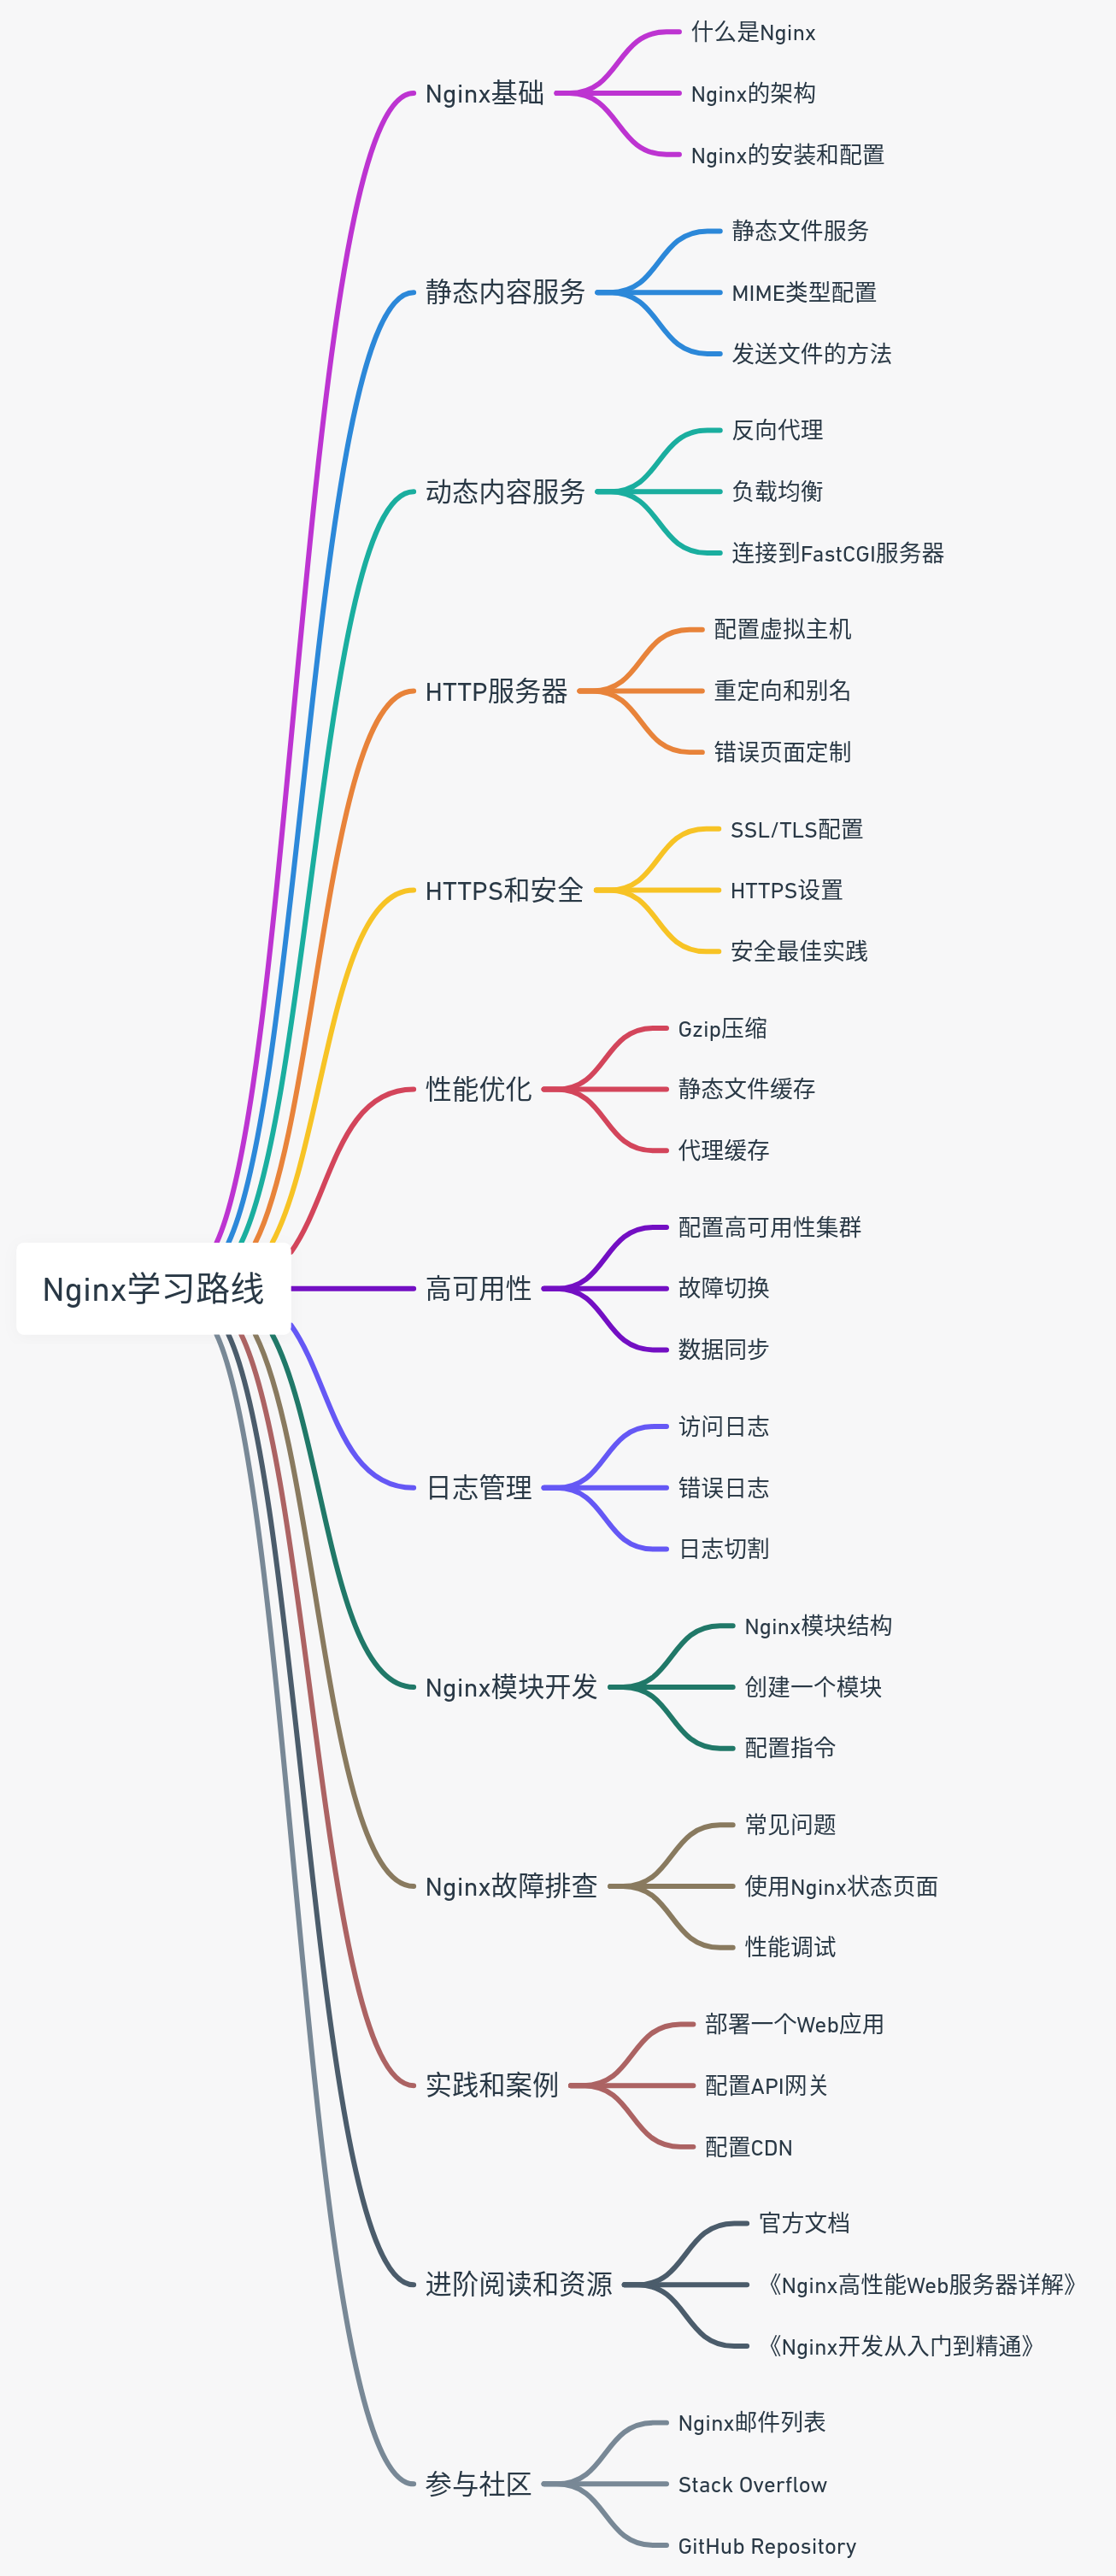 Nginx学习路线
Nginx基础
什么是Nginx
Nginx的架构
Nginx的安装和配置
静态内容服务
静态文件服务
MIME类型配置
发送文件的方法
动态内容服务
反向代理
负载均衡
连接到FastCGI服务器
HTTP服务器
配置虚拟主机
重定向和别名
错误页面定制
HTTPS和安全
SSL/TLS配置
HTTPS设置
安全最佳实践
性能优化
Gzip压缩
静态文件缓存
代理缓存
高可用性
配置高可用性集群
故障切换
数据同步
日志管理
访问日志
错误日志
日志切割
Nginx模块开发
Nginx模块结构
创建一个模块
配置指令
Nginx故障排查
常见问题
使用Nginx状态页面
性能调试
实践和案例
部署一个Web应用
配置API网关
配置CDN
进阶阅读和资源
官方文档
《Nginx高性能Web服务器详解》
《Nginx开发从入门到精通》
参与社区
Nginx邮件列表
Stack Overflow
GitHub Repository